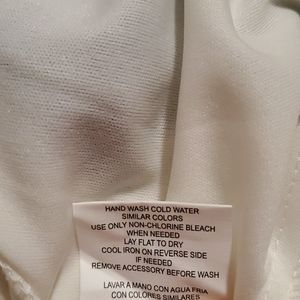 HAND WASH COLD WATER
SIMILAR COLORS
USE ONLY NON-CHLORINE BLEACH
WHEN NEEDED
LAY FLAT TO DRY
COOL IRON ON REVERSE SIDE
IF NEEDED
REMOVE ACCESSORY BEFORE WASH
LAVAR A MANO CON AGUA FRIA
CON COLORES SIMILARES